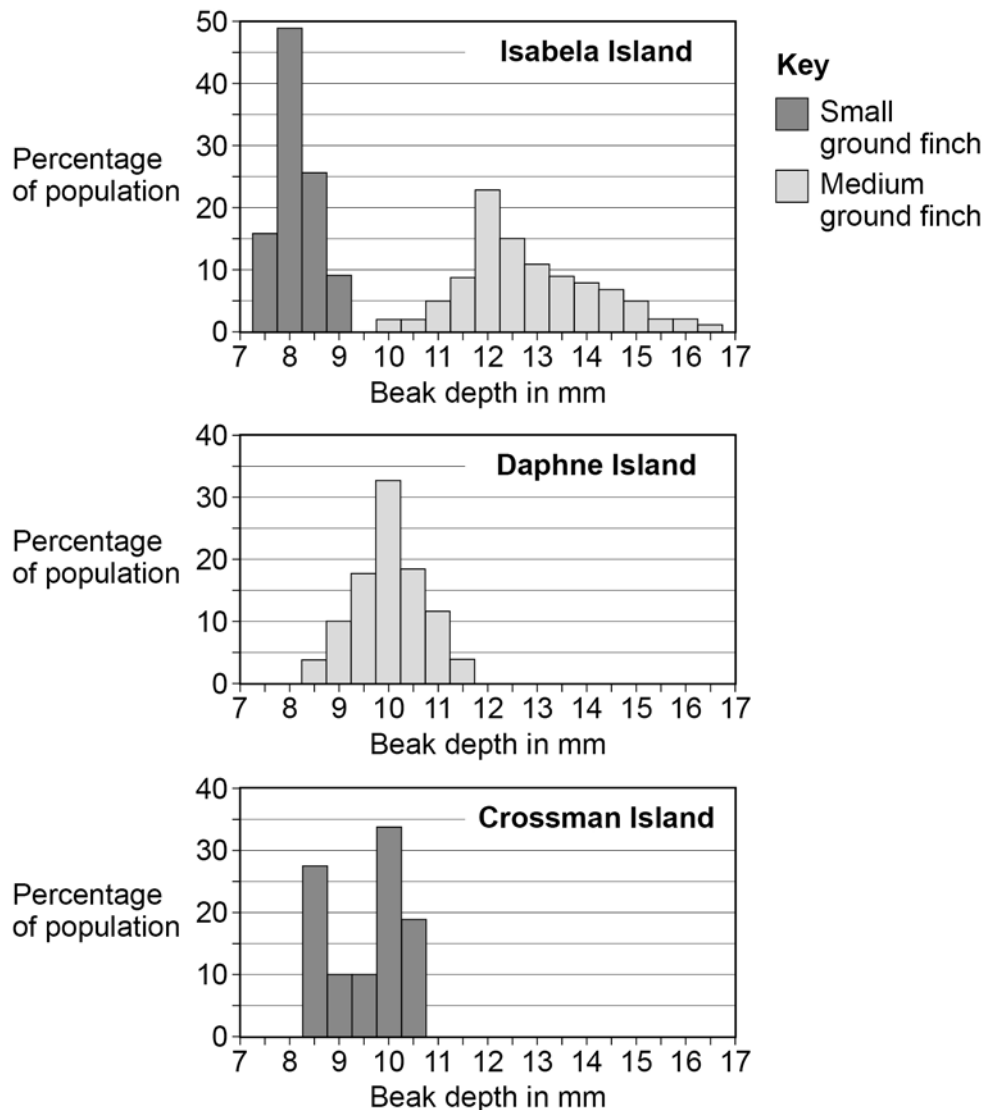 50
Isabela Island
40
30
20
10
0
Percentage
of population
7 8 9 10 11 12 13 14 15 16 17
Beak depth in mm
Key
Small
ground finch
Medium
ground finch
40
Daphne Island
30
20
10
0
Percentage
of population
7 8 9 10 11 12 13 14 15 16 17
Beak depth in mm
40
Crossman Island
30
20
10
0
Percentage
of population
7 8 9 10 11 12 13 14 15 16 17
Beak depth in mm